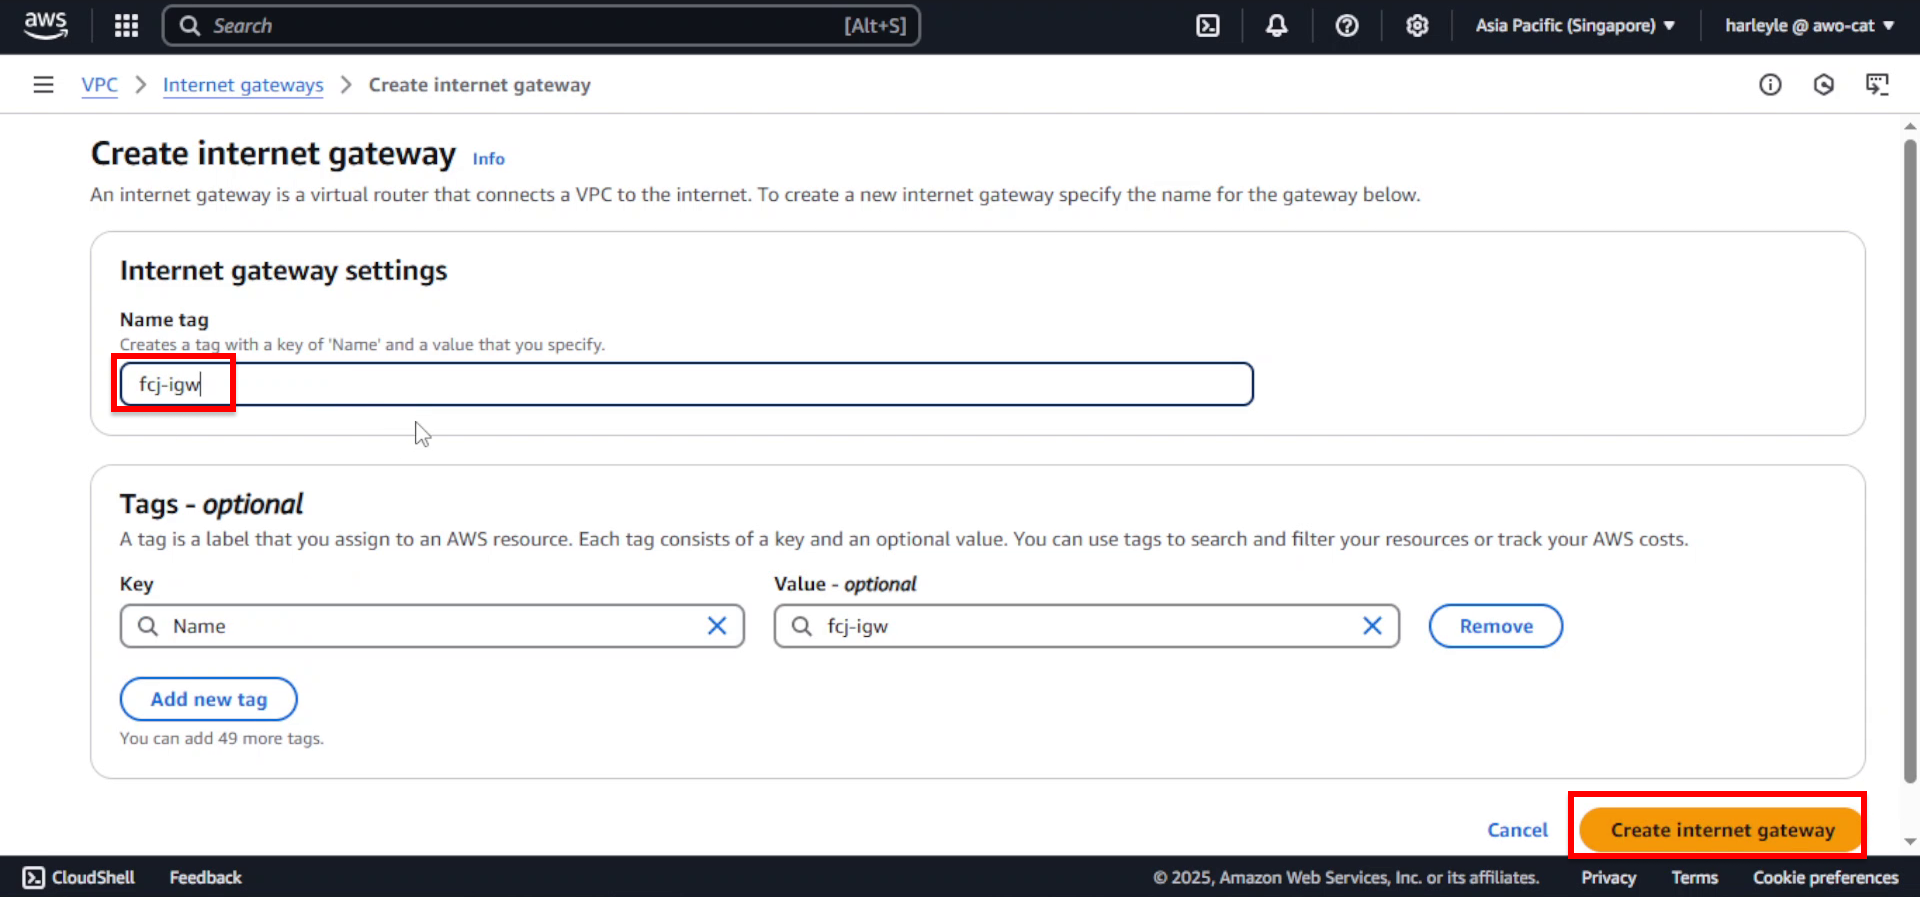 aws
Search [Alt+S]
Asia Pacific (Singapore) ▼
harleyle @ awo-cat ▼
VPC > Internet gateways > Create internet gateway
Create internet gateway Info
An internet gateway is a virtual router that connects a VPC to the internet. To create a new internet gateway specify the name for the gateway below.
Internet gateway settings
Name tag
Creates a tag with a key of 'Name' and a value that you specify.
fcj-igw
Tags - optional
A tag is a label that you assign to an AWS resource. Each tag consists of a key and an optional value. You can use tags to search and filter your resources or track your AWS costs.
Key Value - optional
Name fcj-igw Remove
Add new tag
You can add 49 more tags.
Cancel Create internet gateway
CloudShell Feedback © 2025, Amazon Web Services, Inc. or its affiliates. Privacy Terms Cookie preferences